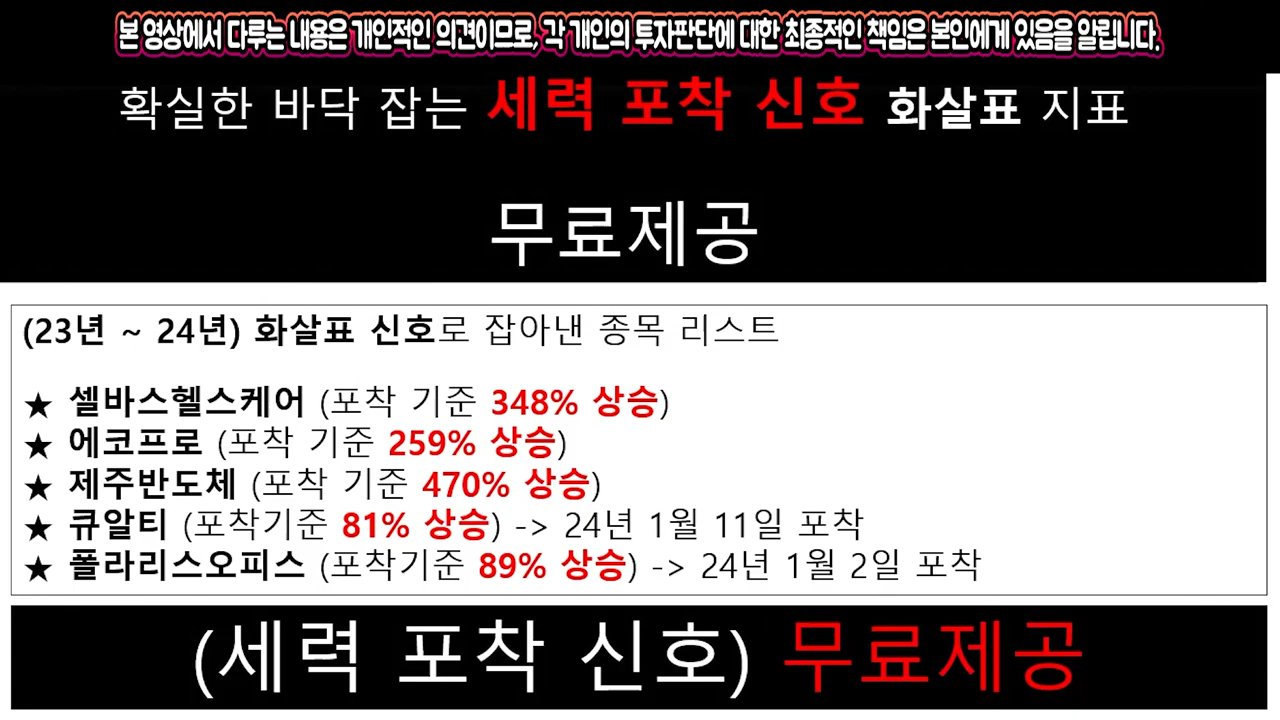 본 영상에서 다루는 내용은 개인적인 의견이므로, 각 개인의 투자판단에 대한 최종적인 책임은 본인에게 있음을 알립니다.
확실한 바닥 잡는 세력 포착 신호 화살표 지표
무료제공
(23년 ~ 24년) 화살표 신호로 잡아낸 종목 리스트
★ 셀바스헬스케어 (포착 기준 348% 상승)
★ 에코프로 (포착 기준 259% 상승)
★ 제주반도체 (포착 기준 470% 상승)
★ 큐알티 (포착기준 81% 상승) -> 24년 1월 11일 포착
★ 폴라리스오피스 (포착기준 89% 상승) -> 24년 1월 2일 포착
(세력 포착 신호) 무료제공